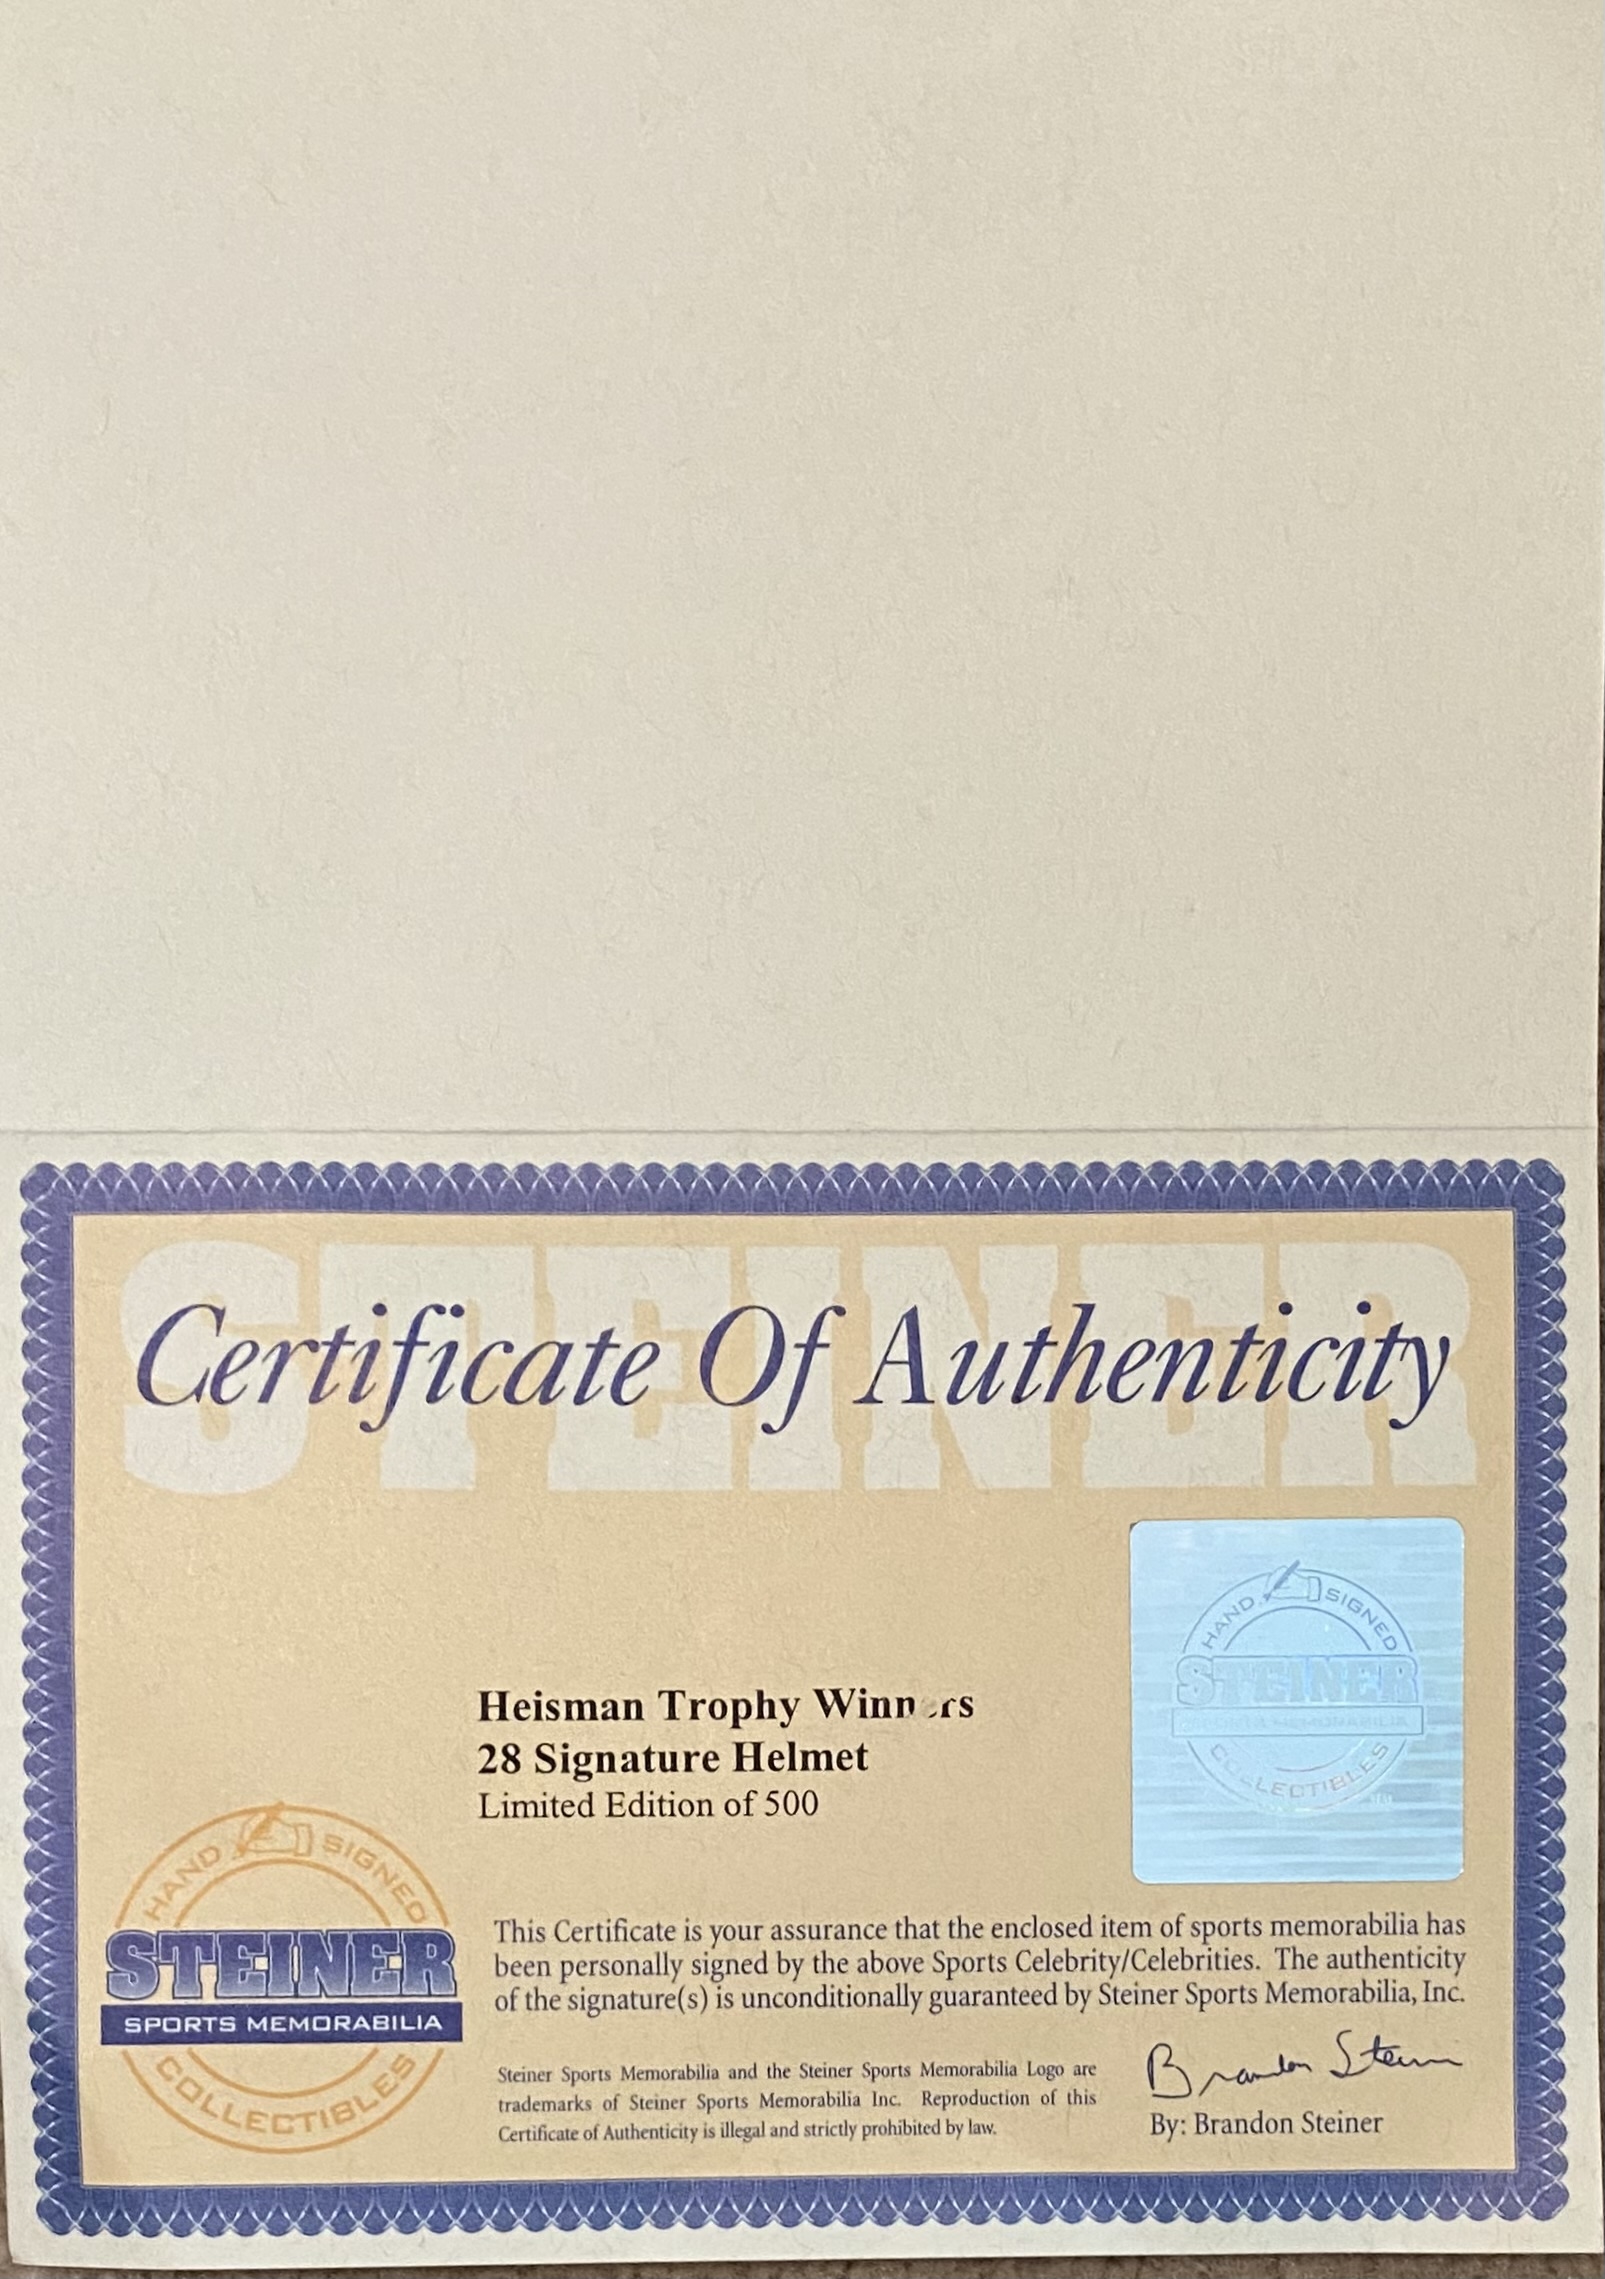 STEINER
Certificate Of Authenticity
HAND SIGNED
STEINER
SPORTS MEMORABILIA
COLLECTIBLES
Heisman Trophy Winners
28 Signature Helmet
Limited Edition of 500
HAND SIGNED
STEINER
SPORTS MEMORABILIA
COLLECTIBLES
This Certificate is your assurance that the enclosed item of sports memorabilia has
been personally signed by the above Sports Celebrity/Celebrities. The authenticity
of the signature(s) is unconditionally guaranteed by Steiner Sports Memorabilia, Inc.
Steiner Sports Memorabilia and the Steiner Sports Memorabilia Logo are
trademarks of Steiner Sports Memorabilia Inc. Reproduction of this
Certificate of Authenticity is illegal and strictly prohibited by law.
Brandon Steiner
By: Brandon Steiner